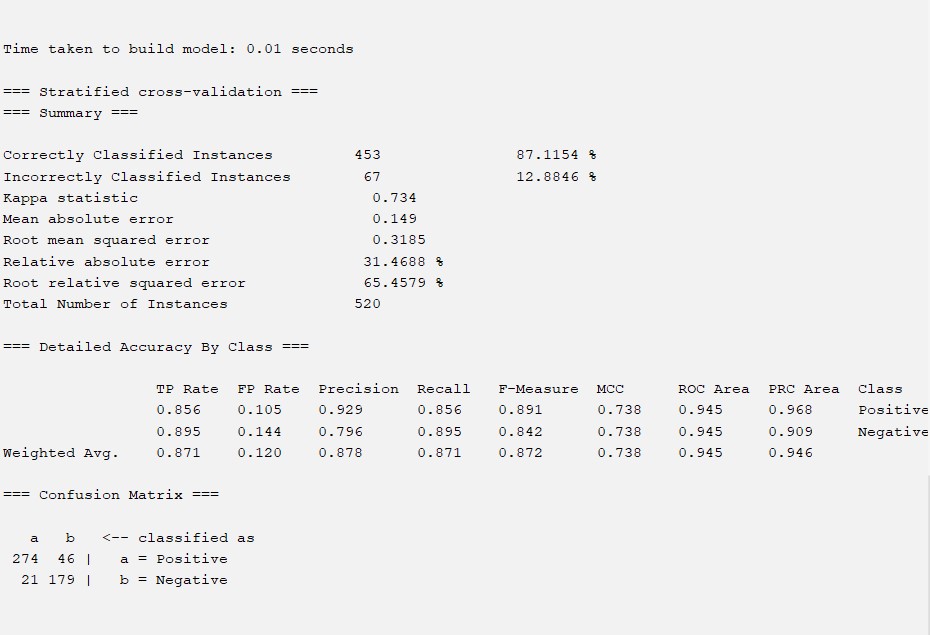 Time taken to build model: 0.01 seconds
=== Stratified cross-validation ===
=== Summary ===
Correctly Classified Instances         453               87.1154 %
Incorrectly Classified Instances        67               12.8846 %
Kappa statistic                          0.734
Mean absolute error                      0.149
Root mean squared error                  0.3185
Relative absolute error                 31.4688 %
Root relative squared error             65.4579 %
Total Number of Instances              520
=== Detailed Accuracy By Class ===
TP Rate  FP Rate  Precision  Recall   F-Measure  MCC      ROC Area  PRC Area  Class
0.856    0.105    0.929      0.856    0.891      0.738    0.945     0.968     Positive
0.895    0.144    0.796      0.895    0.842      0.738    0.945     0.909     Negative
Weighted Avg.    0.871    0.120    0.878      0.871    0.872      0.738    0.945     0.946
=== Confusion Matrix ===
a   b   <-- classified as
274  46 |   a = Positive
21 179 |   b = Negative